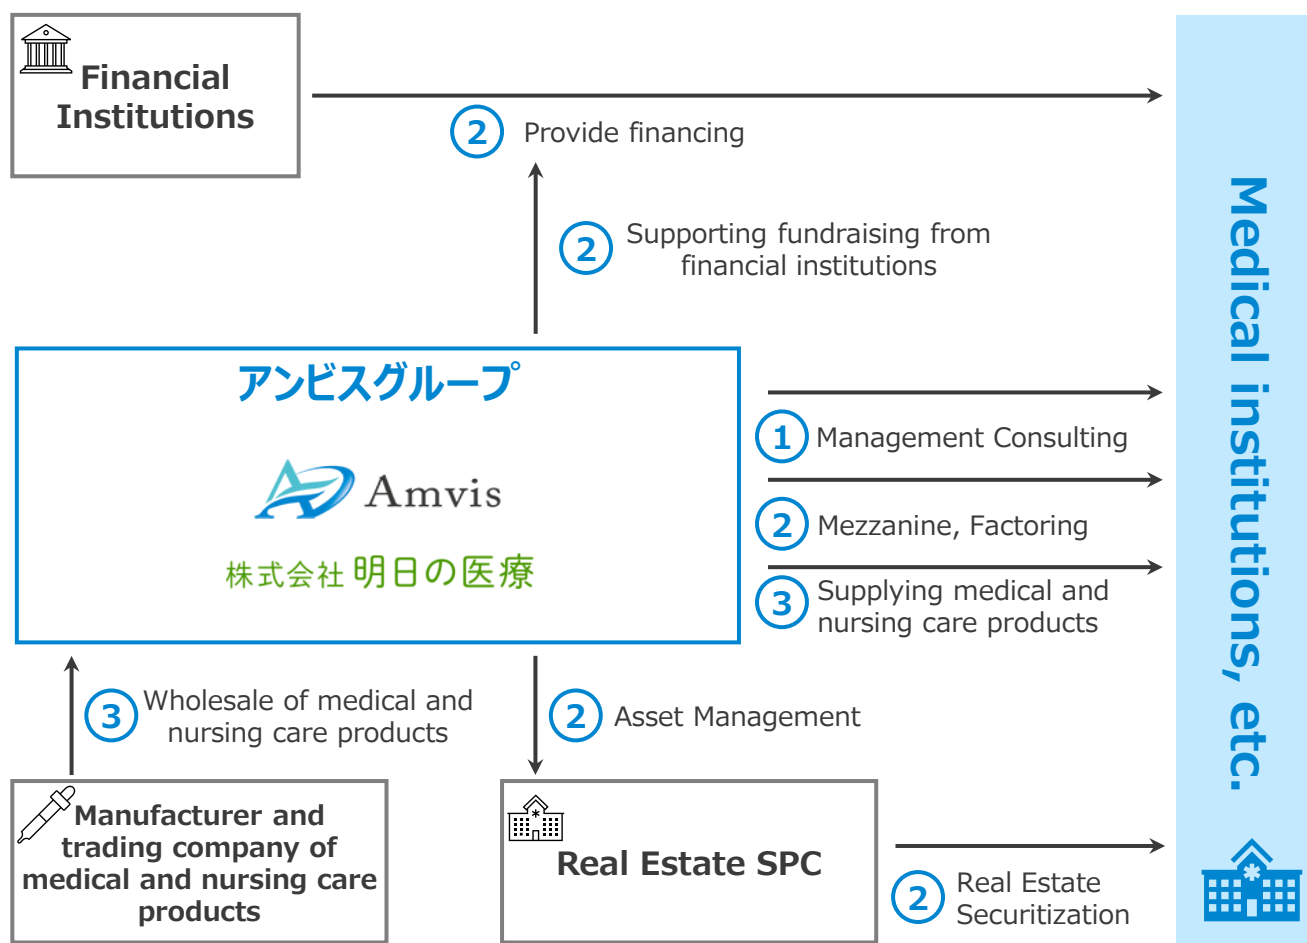 Financial
Institutions
2 Provide financing
2 Supporting fundraising from
financial institutions
アンビスグループ
Amvis
株式会社 明日の医療
1 Management Consulting
2 Mezzanine, Factoring
3 Supplying medical and
nursing care products
3 Wholesale of medical and
nursing care products
2 Asset Management
Manufacturer and
trading company of
medical and nursing care
products
Real Estate SPC
2 Real Estate
Securitization
Medical institutions, etc.